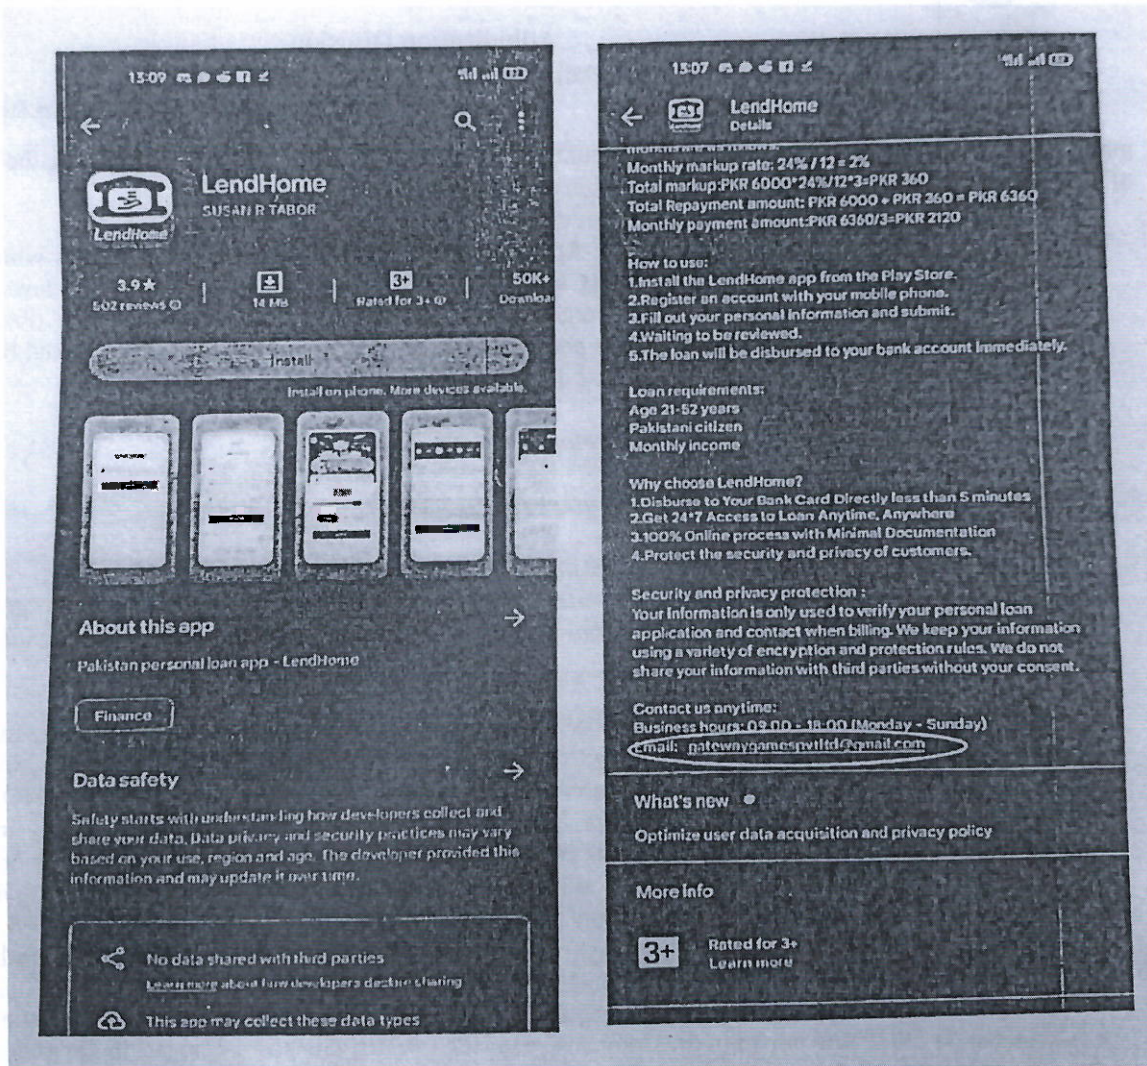 13:09
←
LendHome
SUSAN R TABOR
LendHome
3.9★
602 reviews
14 MB
3+
Rated for 3+
50K+
Downloa
Install
Install on phone. More devices available.
About this app
→
Pakistan personal loan app - LendHome
Finance
Data safety
→
Safety starts with understanding how developers collect and
share your data. Data privacy and security practices may vary
based on your use, region and age. The developer provided this
information and may update it over time.
No data shared with third parties
Learn more about how developers declare sharing
This app may collect these data types
13:07
←
LendHome
Details
Monthly markup rate: 24% / 12 = 2%
Total markup:PKR 6000*24%/12*3=PKR 360
Total Repayment amount: PKR 6000 + PKR 360 = PKR 6360
Monthly payment amount:PKR 6360/3=PKR 2120
How to use:
1.Install the LendHome app from the Play Store.
2.Register an account with your mobile phone.
3.Fill out your personal information and submit.
4.Waiting to be reviewed.
5.The loan will be disbursed to your bank account immediately.
Loan requirements:
Age 21-52 years
Pakistani citizen
Monthly income
Why choose LendHome?
1.Disburse to Your Bank Card Directly less than 5 minutes
2.Get 24*7 Access to Loan Anytime, Anywhere
3.100% Online process with Minimal Documentation
4.Protect the security and privacy of customers.
Security and privacy protection :
Your information is only used to verify your personal loan
application and contact when billing. We keep your information
using a variety of encryption and protection rules. We do not
share your information with third parties without your consent.
Contact us anytime:
Business hours: 09:00 - 18:00 (Monday - Sunday)
Email: gatewaygamespvtltd@gmail.com
What's new
Optimize user data acquisition and privacy policy
More info
3+
Rated for 3+
Learn more